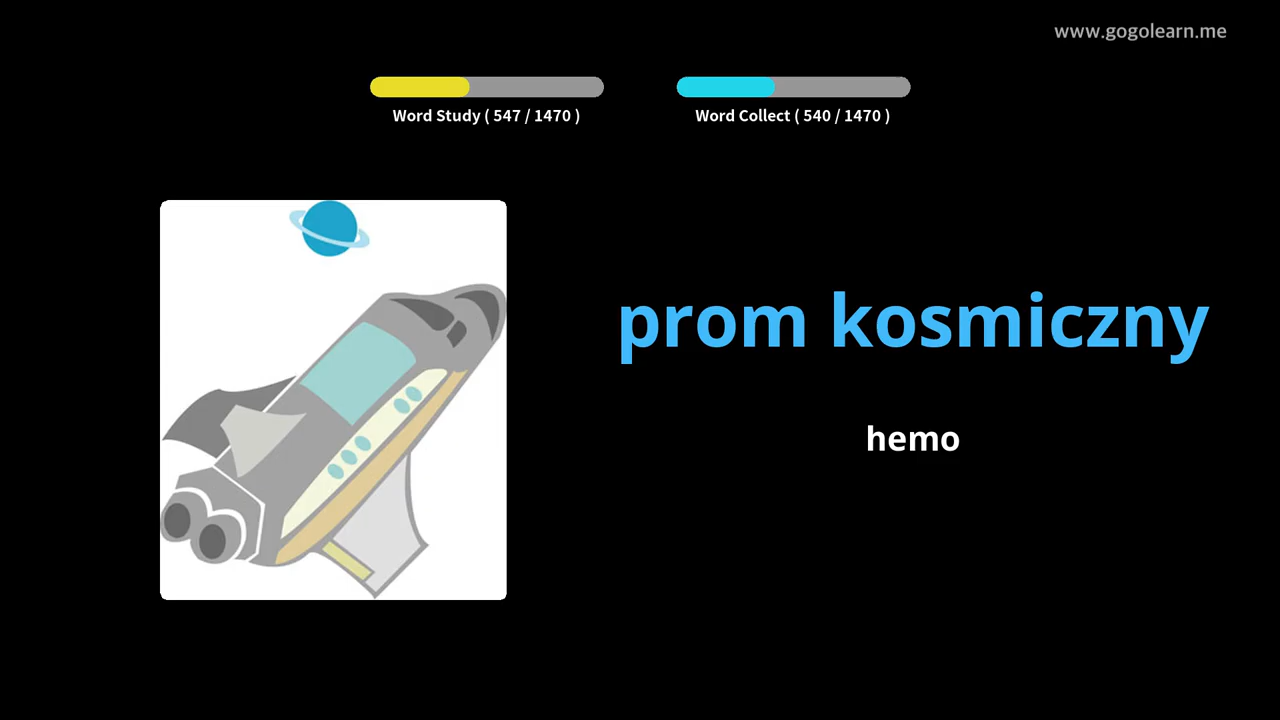 www.gogolearn.me
Word Study ( 547 / 1470 )
Word Collect ( 540 / 1470 )
prom kosmiczny
hemo